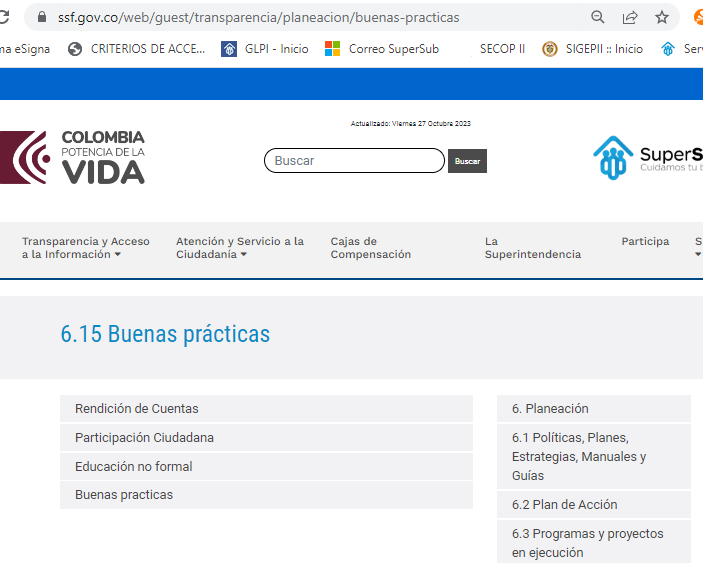 ssf.gov.co/web/guest/transparencia/planeacion/buenas-practicas
eSigna
CRITERIOS DE ACCE...
GLPI - Inicio
Correo SuperSub
SECOP II
SIGEPII :: Inicio
Actualizado: Viernes 27 Octubre 2023
COLOMBIA
POTENCIA DE LA
VIDA
Buscar
Buscar
Cuidamos tu
Transparencia y Acceso
a la Información
Atención y Servicio a la
Ciudadanía
Cajas de
Compensación
La
Superintendencia
Participa
6.15 Buenas prácticas
Rendición de Cuentas
Participación Ciudadana
Educación no formal
Buenas practicas
6. Planeación
6.1 Políticas, Planes,
Estrategias, Manuales y
Guías
6.2 Plan de Acción
6.3 Programas y proyectos
en ejecución